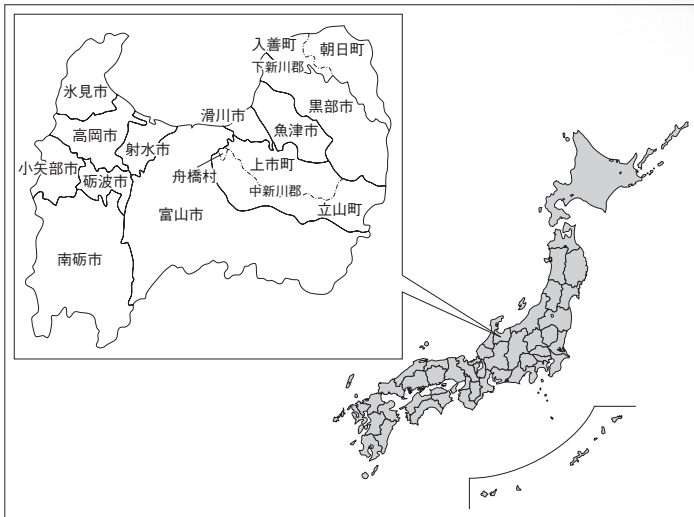 入善町
朝日町
下新川郡
氷見市
黒部市
滑川市
魚津市
高岡市
射水市
小矢部市
上市町
舟橋村
砺波市
中新川郡
富山市
立山町
南砺市